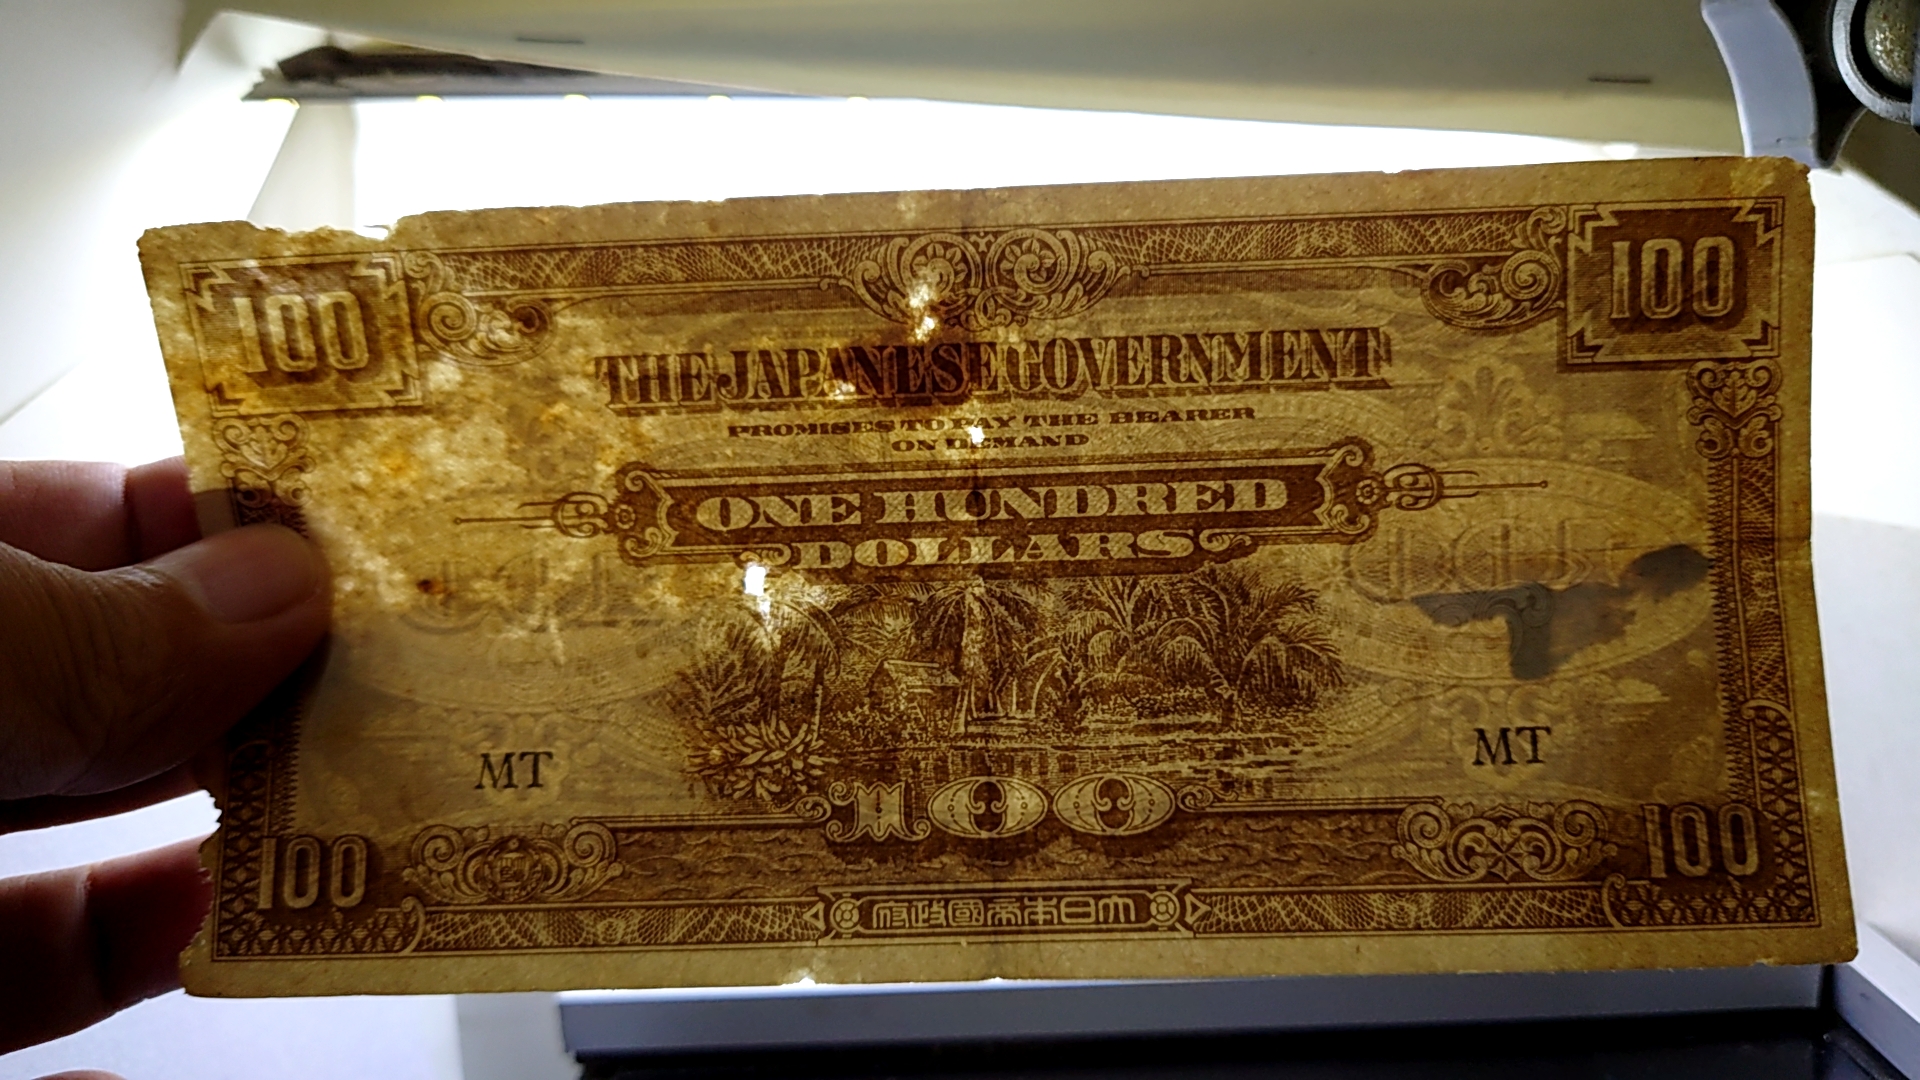 100 100
THE JAPANESE GOVERNMENT
PROMISES TO PAY THE BEARER
ON DEMAND
ONE HUNDRED
DOLLARS
MT MT
100
100 100
府政國帝本日大